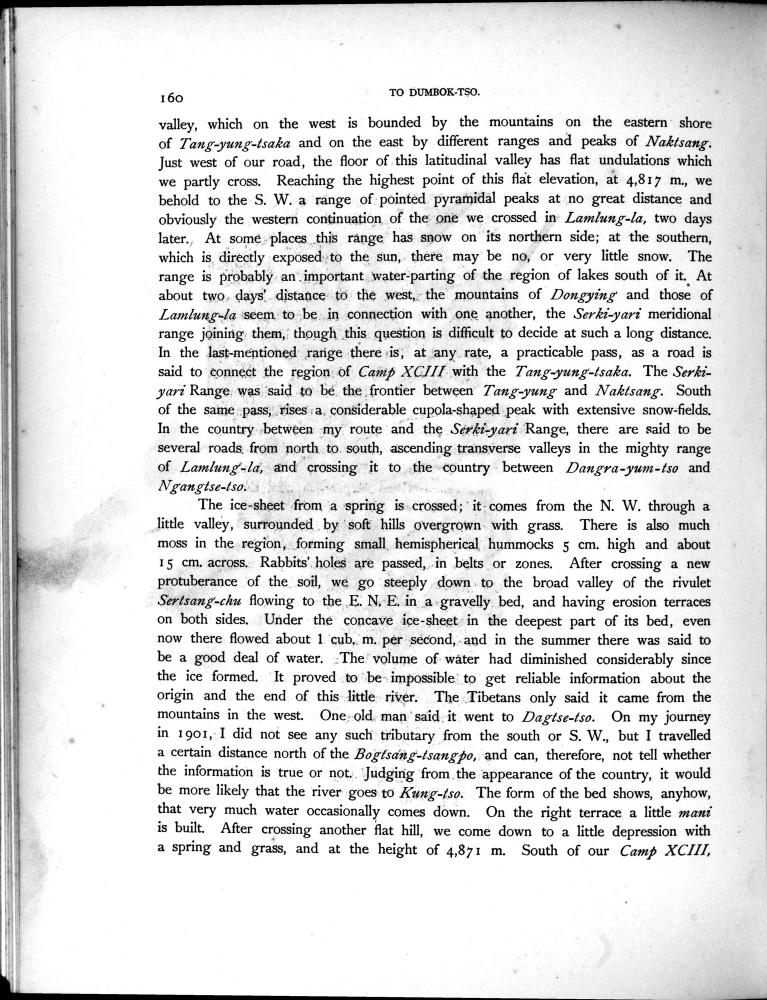 160
TO DUMBOK-TSO.
valley, which on the west is bounded by the mountains on the eastern shore
of Tang-yung-tsaka and on the east by different ranges and peaks of Naktsang.
Just west of our road, the floor of this latitudinal valley has flat undulations which
we partly cross. Reaching the highest point of this flat elevation, at 4,817 m., we
behold to the S. W. a range of pointed pyramidal peaks at no great distance and
obviously the western continuation of the one we crossed in Lamlung-la, two days
later. At some places this range has snow on its northern side; at the southern,
which is directly exposed to the sun, there may be no, or very little snow. The
range is probably an important water-parting of the region of lakes south of it. At
about two days' distance to the west, the mountains of Dongying and those of
Lamlung-la seem to be in connection with one another, the Serki-yari meridional
range joining them, though this question is difficult to decide at such a long distance.
In the last-mentioned range there is, at any rate, a practicable pass, as a road is
said to connect the region of Camp XCIII with the Tang-yung-tsaka. The Serki-
yari Range was said to be the frontier between Tang-yung and Naktsang. South
of the same pass, rises a considerable cupola-shaped peak with extensive snow-fields.
In the country between my route and the Serki-yari Range, there are said to be
several roads from north to south, ascending transverse valleys in the mighty range
of Lamlung-la, and crossing it to the country between Dangra-yum-tso and
Ngangtse-tso.
The ice-sheet from a spring is crossed; it comes from the N. W. through a
little valley, surrounded by soft hills overgrown with grass. There is also much
moss in the region, forming small hemispherical hummocks 5 cm. high and about
15 cm. across. Rabbits' holes are passed, in belts or zones. After crossing a new
protuberance of the soil, we go steeply down to the broad valley of the rivulet
Sertsang-chu flowing to the E. N. E. in a gravelly bed, and having erosion terraces
on both sides. Under the concave ice-sheet in the deepest part of its bed, even
now there flowed about 1 cub. m. per second, and in the summer there was said to
be a good deal of water. The volume of water had diminished considerably since
the ice formed. It proved to be impossible to get reliable information about the
origin and the end of this little river. The Tibetans only said it came from the
mountains in the west. One old man said it went to Dagtse-tso. On my journey
in 1901, I did not see any such tributary from the south or S. W., but I travelled
a certain distance north of the Bogtsang-tsangpo, and can, therefore, not tell whether
the information is true or not. Judging from the appearance of the country, it would
be more likely that the river goes to Kung-tso. The form of the bed shows, anyhow,
that very much water occasionally comes down. On the right terrace a little mani
is built. After crossing another flat hill, we come down to a little depression with
a spring and grass, and at the height of 4,871 m. South of our Camp XCIII,